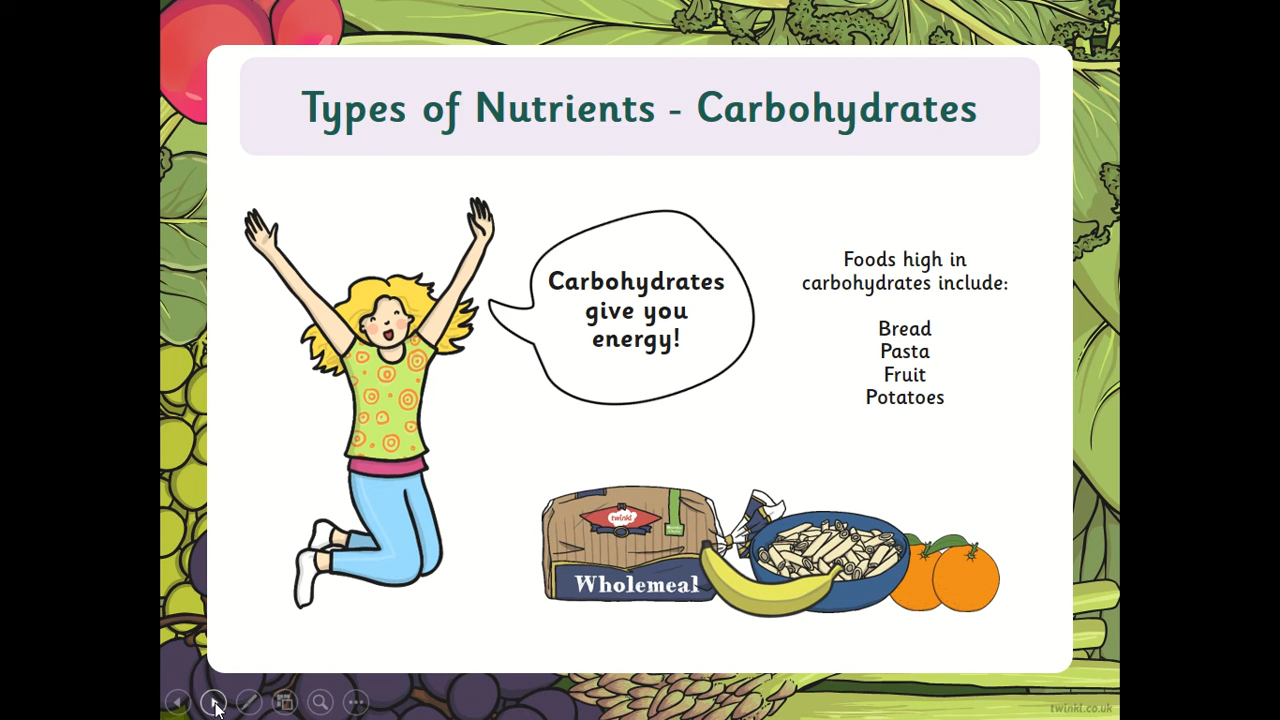 Types of Nutrients - Carbohydrates
Carbohydrates
give you
energy!
Foods high in
carbohydrates include:
Bread
Pasta
Fruit
Potatoes
twinkl
Wholemeal
twinkl.co.uk